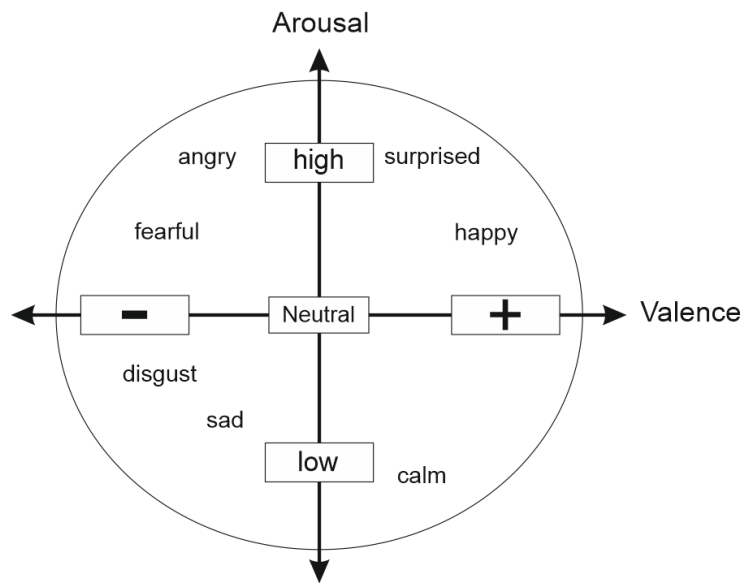 Arousal
angry
high
surprised
fearful
happy
-
Neutral
+
Valence
disgust
sad
low
calm